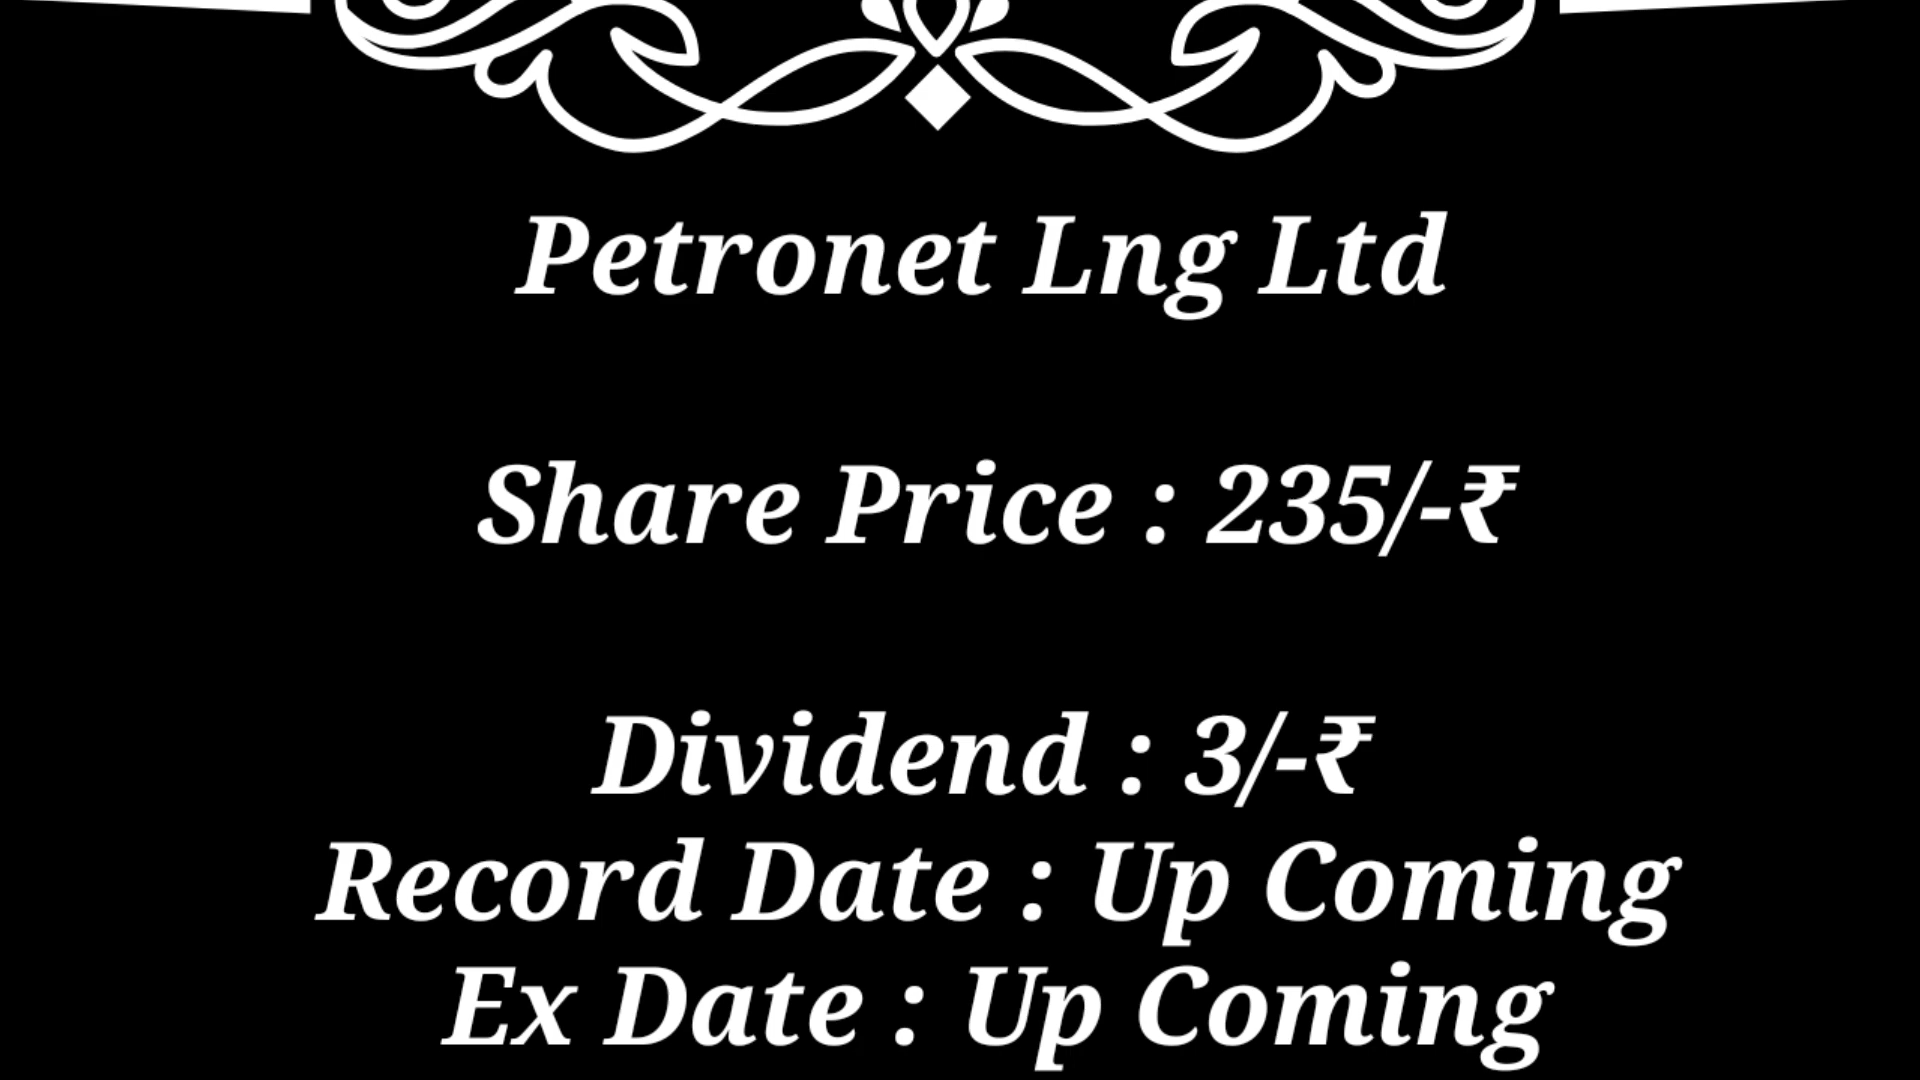 Petronet Lng Ltd
Share Price : 235/-₹
Dividend : 3/-₹
Record Date : Up Coming
Ex Date : Up Coming